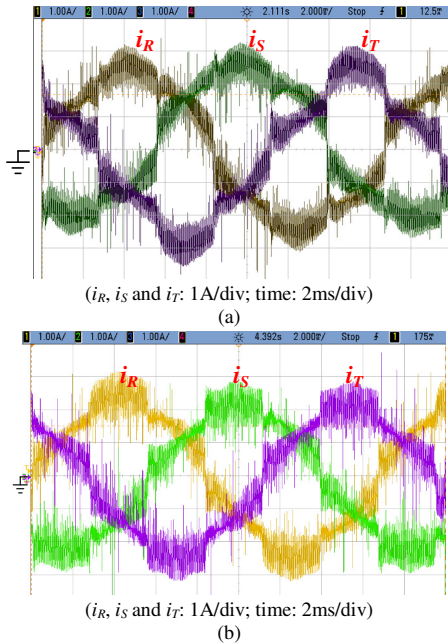 1 1.00A/ 2 1.00A/ 3 1.00A/ 4 2.111s 2.000ms/ Stop 1 12.5ms
iR iS iT
(iR, iS and iT: 1A/div; time: 2ms/div)
(a)
1 1.00A/ 2 1.00A/ 3 1.00A/ 4 4.392s 2.000ms/ Stop 1 175ms
iR iS iT
(iR, iS and iT: 1A/div; time: 2ms/div)
(b)